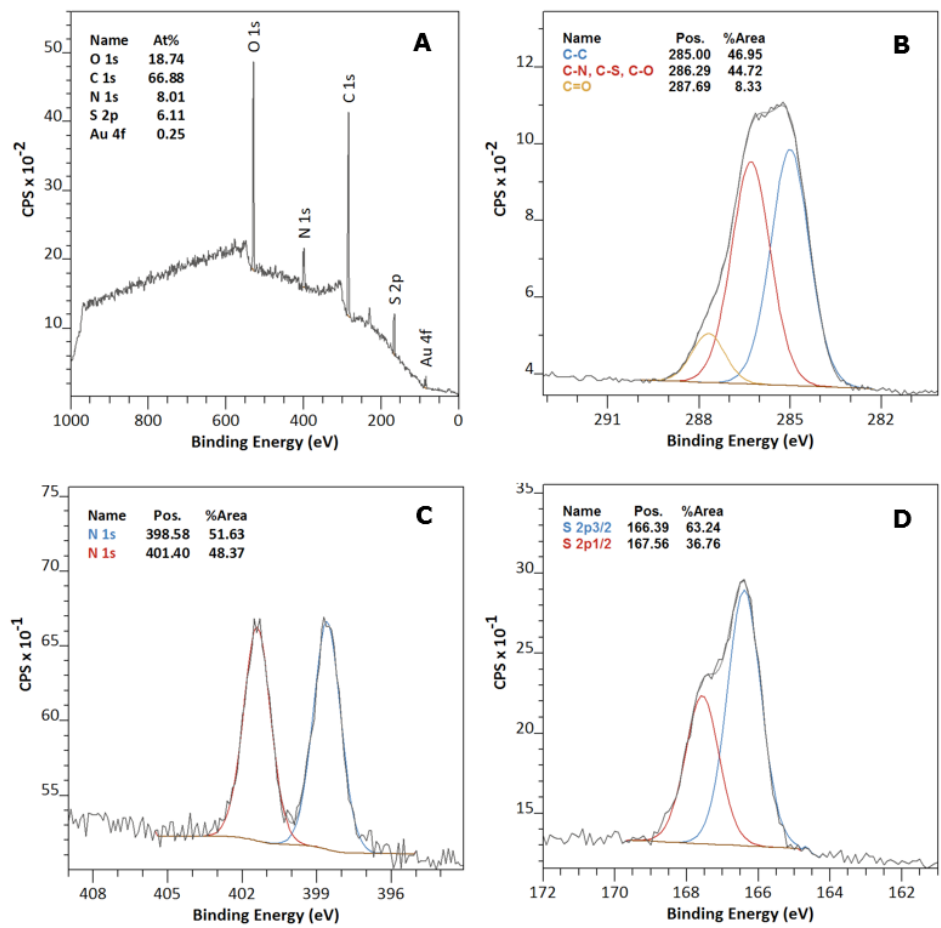 A
Name At%
O 1s 18.74
C 1s 66.88
N 1s 8.01
S 2p 6.11
Au 4f 0.25
O 1s
C 1s
N 1s
S 2p
Au 4f
50
40
30
20
10
CPS x 10⁻²
1000 800 600 400 200 0
Binding Energy (eV)
B
Name Pos. %Area
C-C 285.00 46.95
C-N, C-S, C-O 286.29 44.72
C=O 287.69 8.33
12
10
8
6
4
CPS x 10⁻²
291 288 285 282
Binding Energy (eV)
C
Name Pos. %Area
N 1s 398.58 51.63
N 1s 401.40 48.37
75
70
65
60
55
CPS x 10⁻¹
408 405 402 399 396
Binding Energy (eV)
D
Name Pos. %Area
S 2p3/2 166.39 63.24
S 2p1/2 167.56 36.76
35
30
25
20
15
CPS x 10⁻¹
172 170 168 166 164 162
Binding Energy (eV)